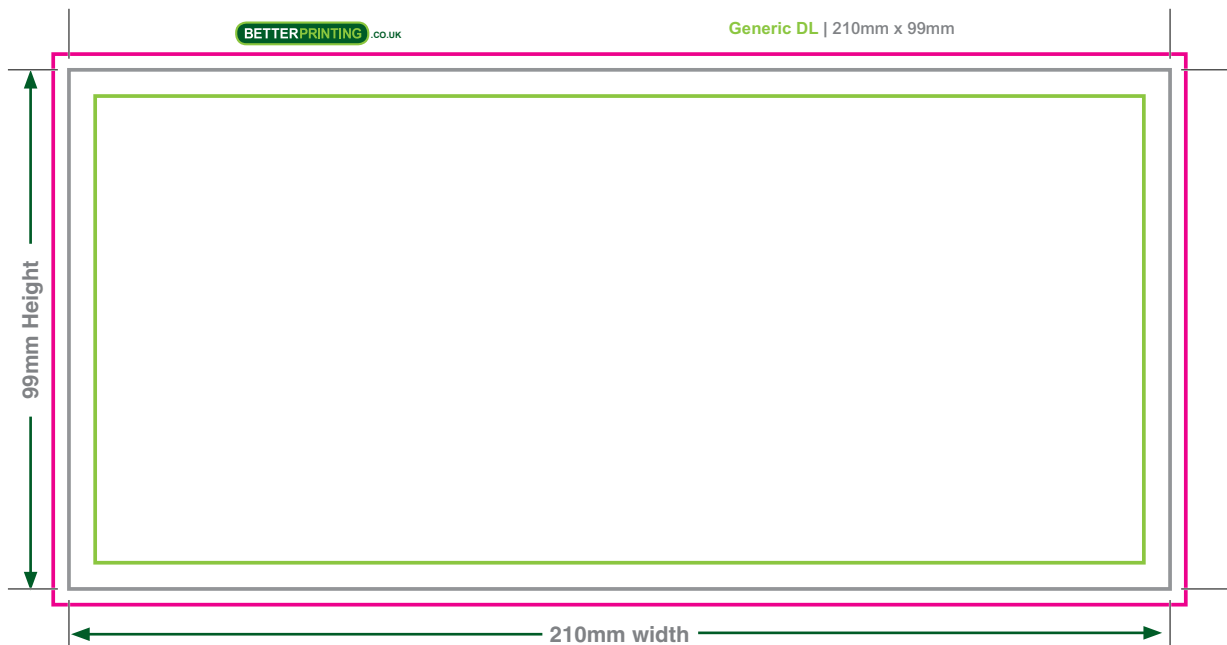 BETTERPRINTING.CO.UK
Generic DL | 210mm x 99mm
99mm Height
210mm width